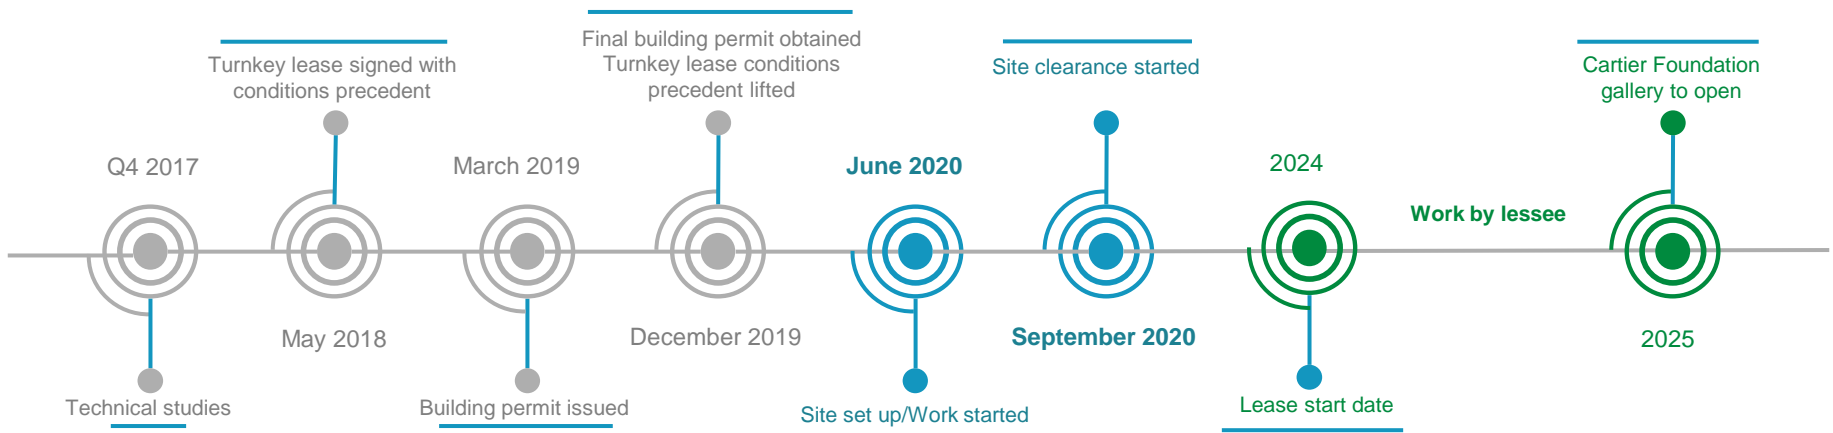 Final building permit obtained
Turnkey lease conditions
precedent lifted
Turnkey lease signed with
conditions precedent
Site clearance started
Cartier Foundation
gallery to open
Q4 2017
March 2019
June 2020
2024
Work by lessee
May 2018
December 2019
September 2020
2025
Technical studies
Building permit issued
Site set up/Work started
Lease start date